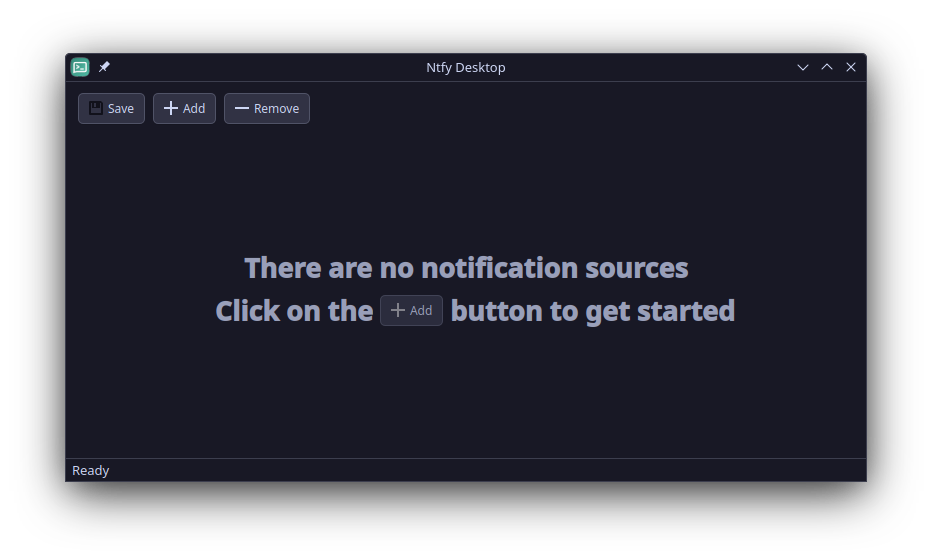 Ntfy Desktop
Save Add Remove
There are no notification sources
Click on the Add button to get started
Ready